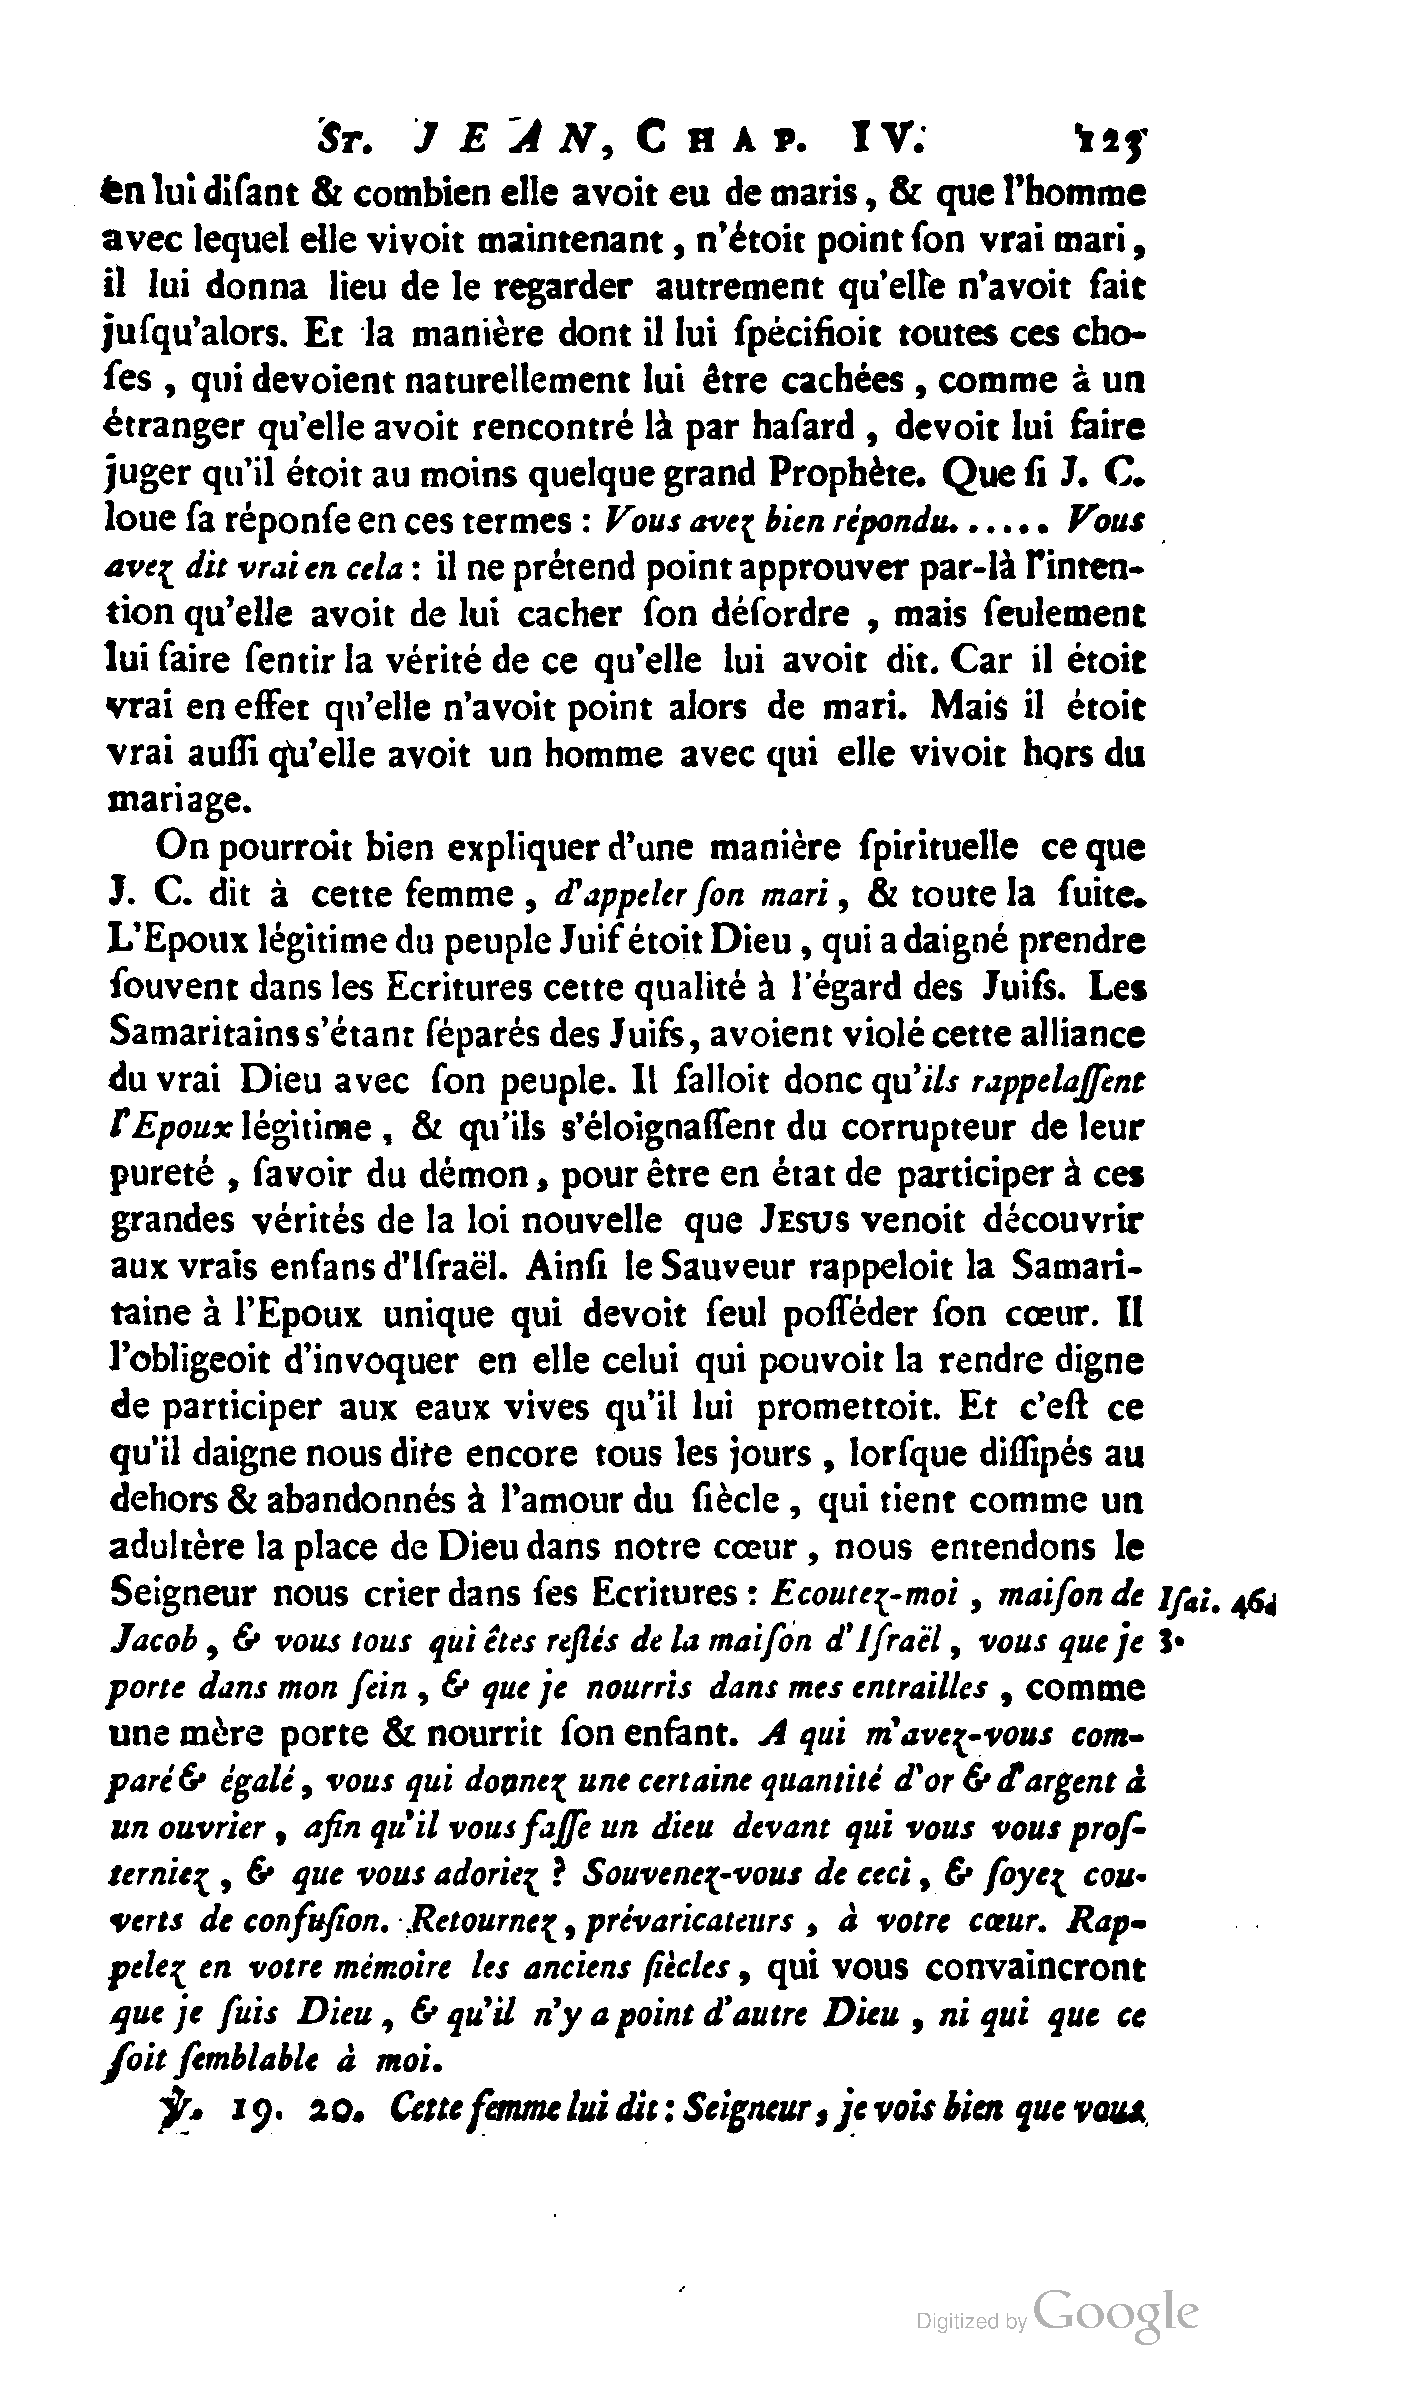 ST. JEAN, CHAP. IV. 125
en lui diſant & combien elle avoit eu de maris, & que l'homme
avec lequel elle vivoit maintenant, n'étoit point ſon vrai mari,
il lui donna lieu de le regarder autrement qu'elle n'avoit fait
juſqu'alors. Et la manière dont il lui ſpécifioit toutes ces cho-
ſes, qui devoient naturellement lui être cachées, comme à un
étranger qu'elle avoit rencontré là par haſard, devoit lui faire
juger qu'il étoit au moins quelque grand Prophète. Que ſi J. C.
loue ſa réponſe en ces termes : Vous avez bien répondu...... Vous
avez dit vrai en cela : il ne prétend point approuver par-là l'inten-
tion qu'elle avoit de lui cacher ſon déſordre, mais ſeulement
lui faire ſentir la vérité de ce qu'elle lui avoit dit. Car il étoit
vrai en effet qu'elle n'avoit point alors de mari. Mais il étoit
vrai auſſi qu'elle avoit un homme avec qui elle vivoit hors du
mariage.
On pourroit bien expliquer d'une manière ſpirituelle ce que
J. C. dit à cette femme, d'appeler ſon mari, & toute la ſuite.
L'Epoux légitime du peuple Juif étoit Dieu, qui a daigné prendre
ſouvent dans les Ecritures cette qualité à l'égard des Juifs. Les
Samaritains s'étant ſéparés des Juifs, avoient violé cette alliance
du vrai Dieu avec ſon peuple. Il falloit donc qu'ils rappelaſſent
l'Epoux légitime, & qu'ils s'éloignaſſent du corrupteur de leur
pureté, ſavoir du démon, pour être en état de participer à ces
grandes vérités de la loi nouvelle que JESUS venoit découvrir
aux vrais enfans d'Iſraël. Ainſi le Sauveur rappeloit la Samari-
taine à l'Epoux unique qui devoit ſeul poſſéder ſon cœur. Il
l'obligeoit d'invoquer en elle celui qui pouvoit la rendre digne
de participer aux eaux vives qu'il lui promettoit. Et c'eſt ce
qu'il daigne nous dire encore tous les jours, lorſque diſſipés au
dehors & abandonnés à l'amour du ſiècle, qui tient comme un
adultère la place de Dieu dans notre cœur, nous entendons le
Seigneur nous crier dans ſes Ecritures : Ecoutez-moi, maiſon de Iſai. 46.
Jacob, & vous tous qui êtes reſtés de la maiſon d'Iſraël, vous que je 3.
porte dans mon ſein, & que je nourris dans mes entrailles, comme
une mère porte & nourrit ſon enfant. A qui m'avez-vous com-
paré & égalé, vous qui donnez une certaine quantité d'or & d'argent à
un ouvrier, afin qu'il vous faſſe un dieu devant qui vous vous proſ-
terniez, & que vous adoriez ? Souvenez-vous de ceci, & ſoyez cou-
verts de confuſion. Retournez, prévaricateurs, à votre cœur. Rap-
pelez en votre mémoire les anciens ſiècles, qui vous convaincront
que je ſuis Dieu, & qu'il n'y a point d'autre Dieu, ni qui que ce
ſoit ſemblable à moi.
℣. 19. 20. Cette femme lui dit : Seigneur, je vois bien que vous
Digitized by Google